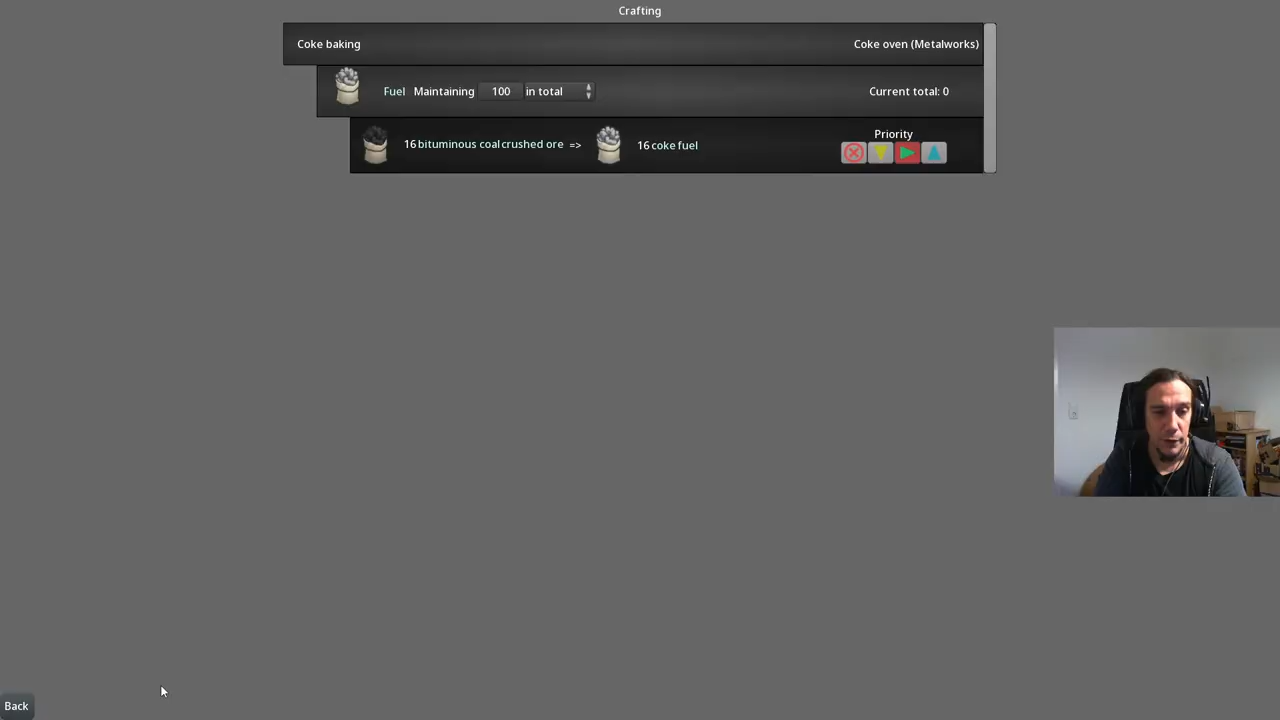 Crafting
Coke baking
Coke oven (Metalworks)
Fuel Maintaining 100 in total
Current total: 0
Priority
16 bituminous coal crushed ore =>
16 coke fuel
Back